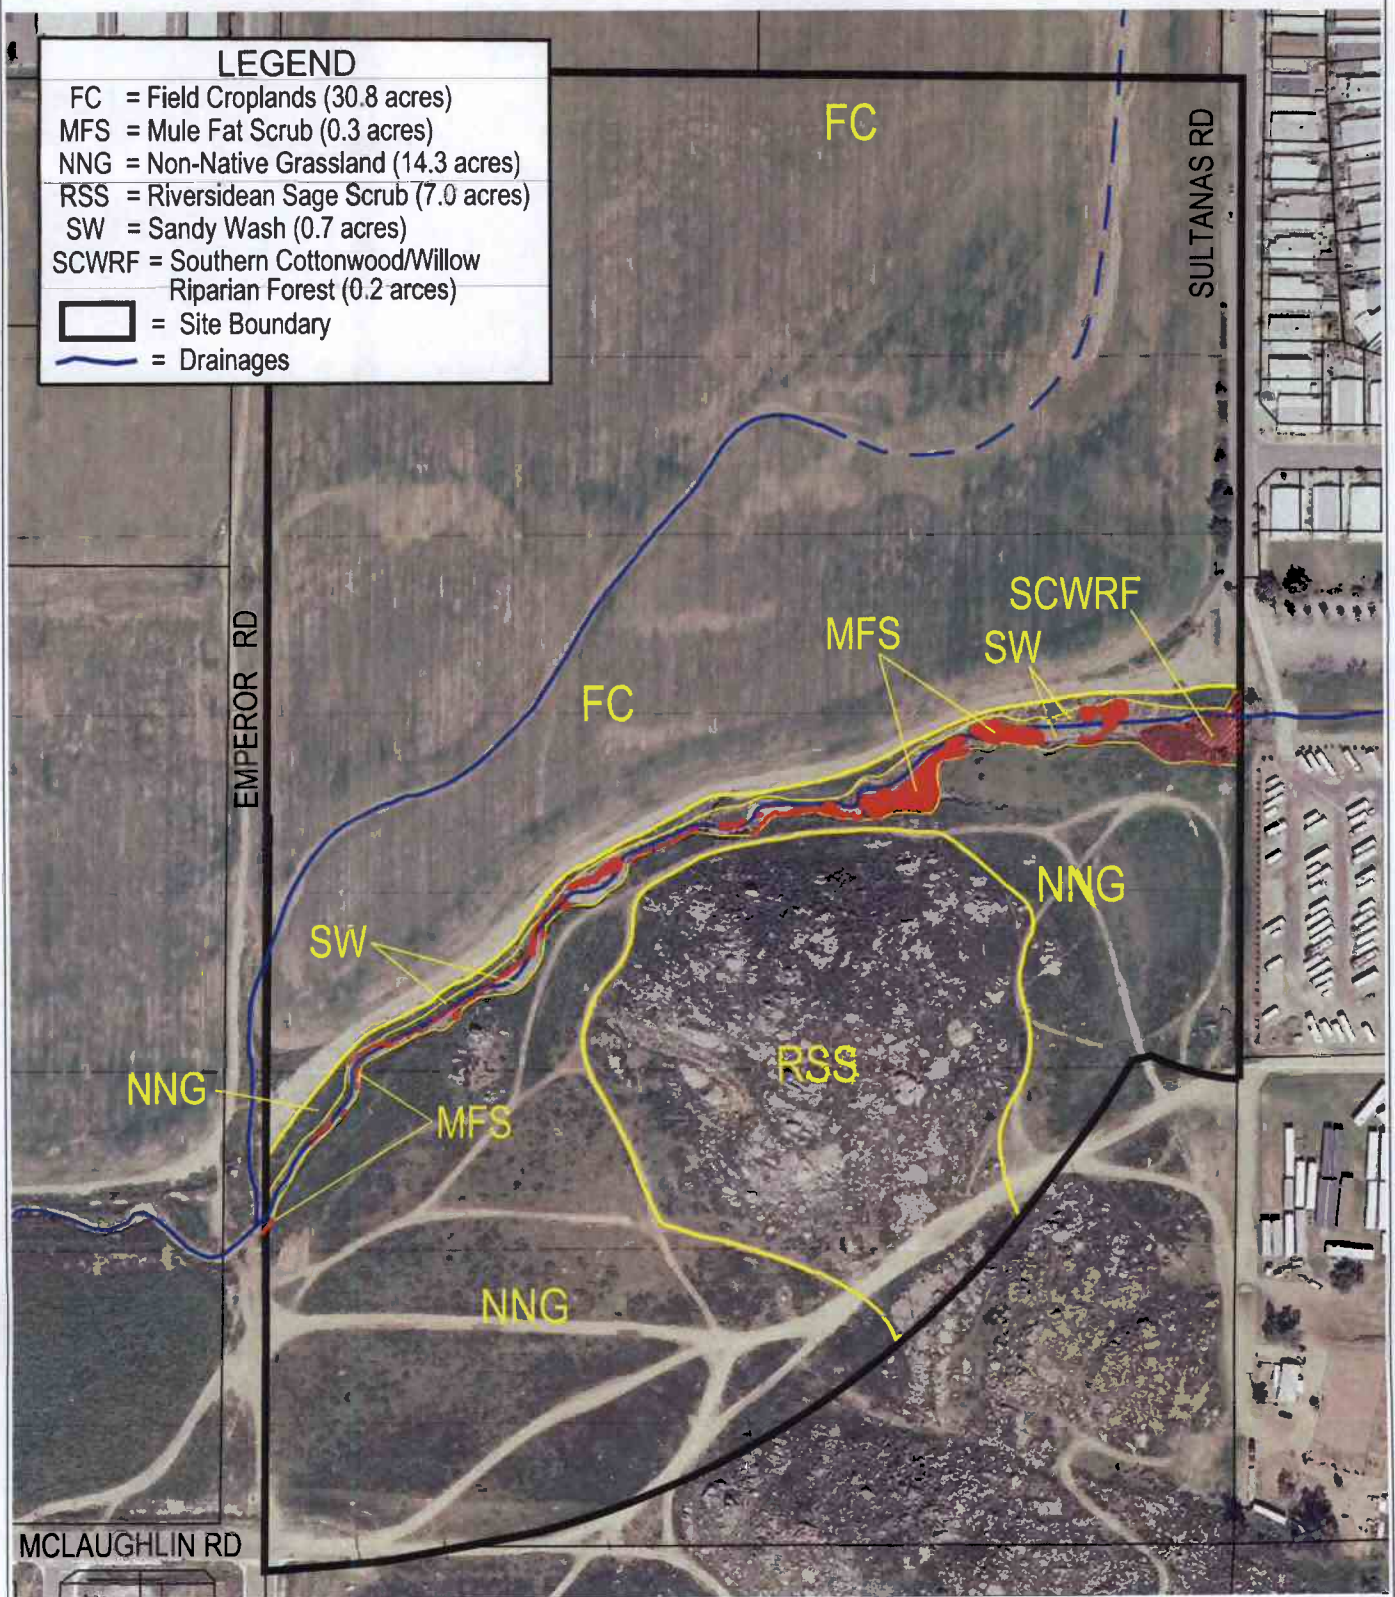 LEGEND
FC = Field Croplands (30.8 acres)
MFS = Mule Fat Scrub (0.3 acres)
NNG = Non-Native Grassland (14.3 acres)
RSS = Riversidean Sage Scrub (7.0 acres)
SW = Sandy Wash (0.7 acres)
SCWRF = Southern Cottonwood/Willow
Riparian Forest (0.2 arces)
= Site Boundary
= Drainages
FC
SULTANAS RD
SCWRF
MFS
SW
EMPEROR RD
FC
NNG
SW
RSS
NNG
MFS
NNG
MCLAUGHLIN RD